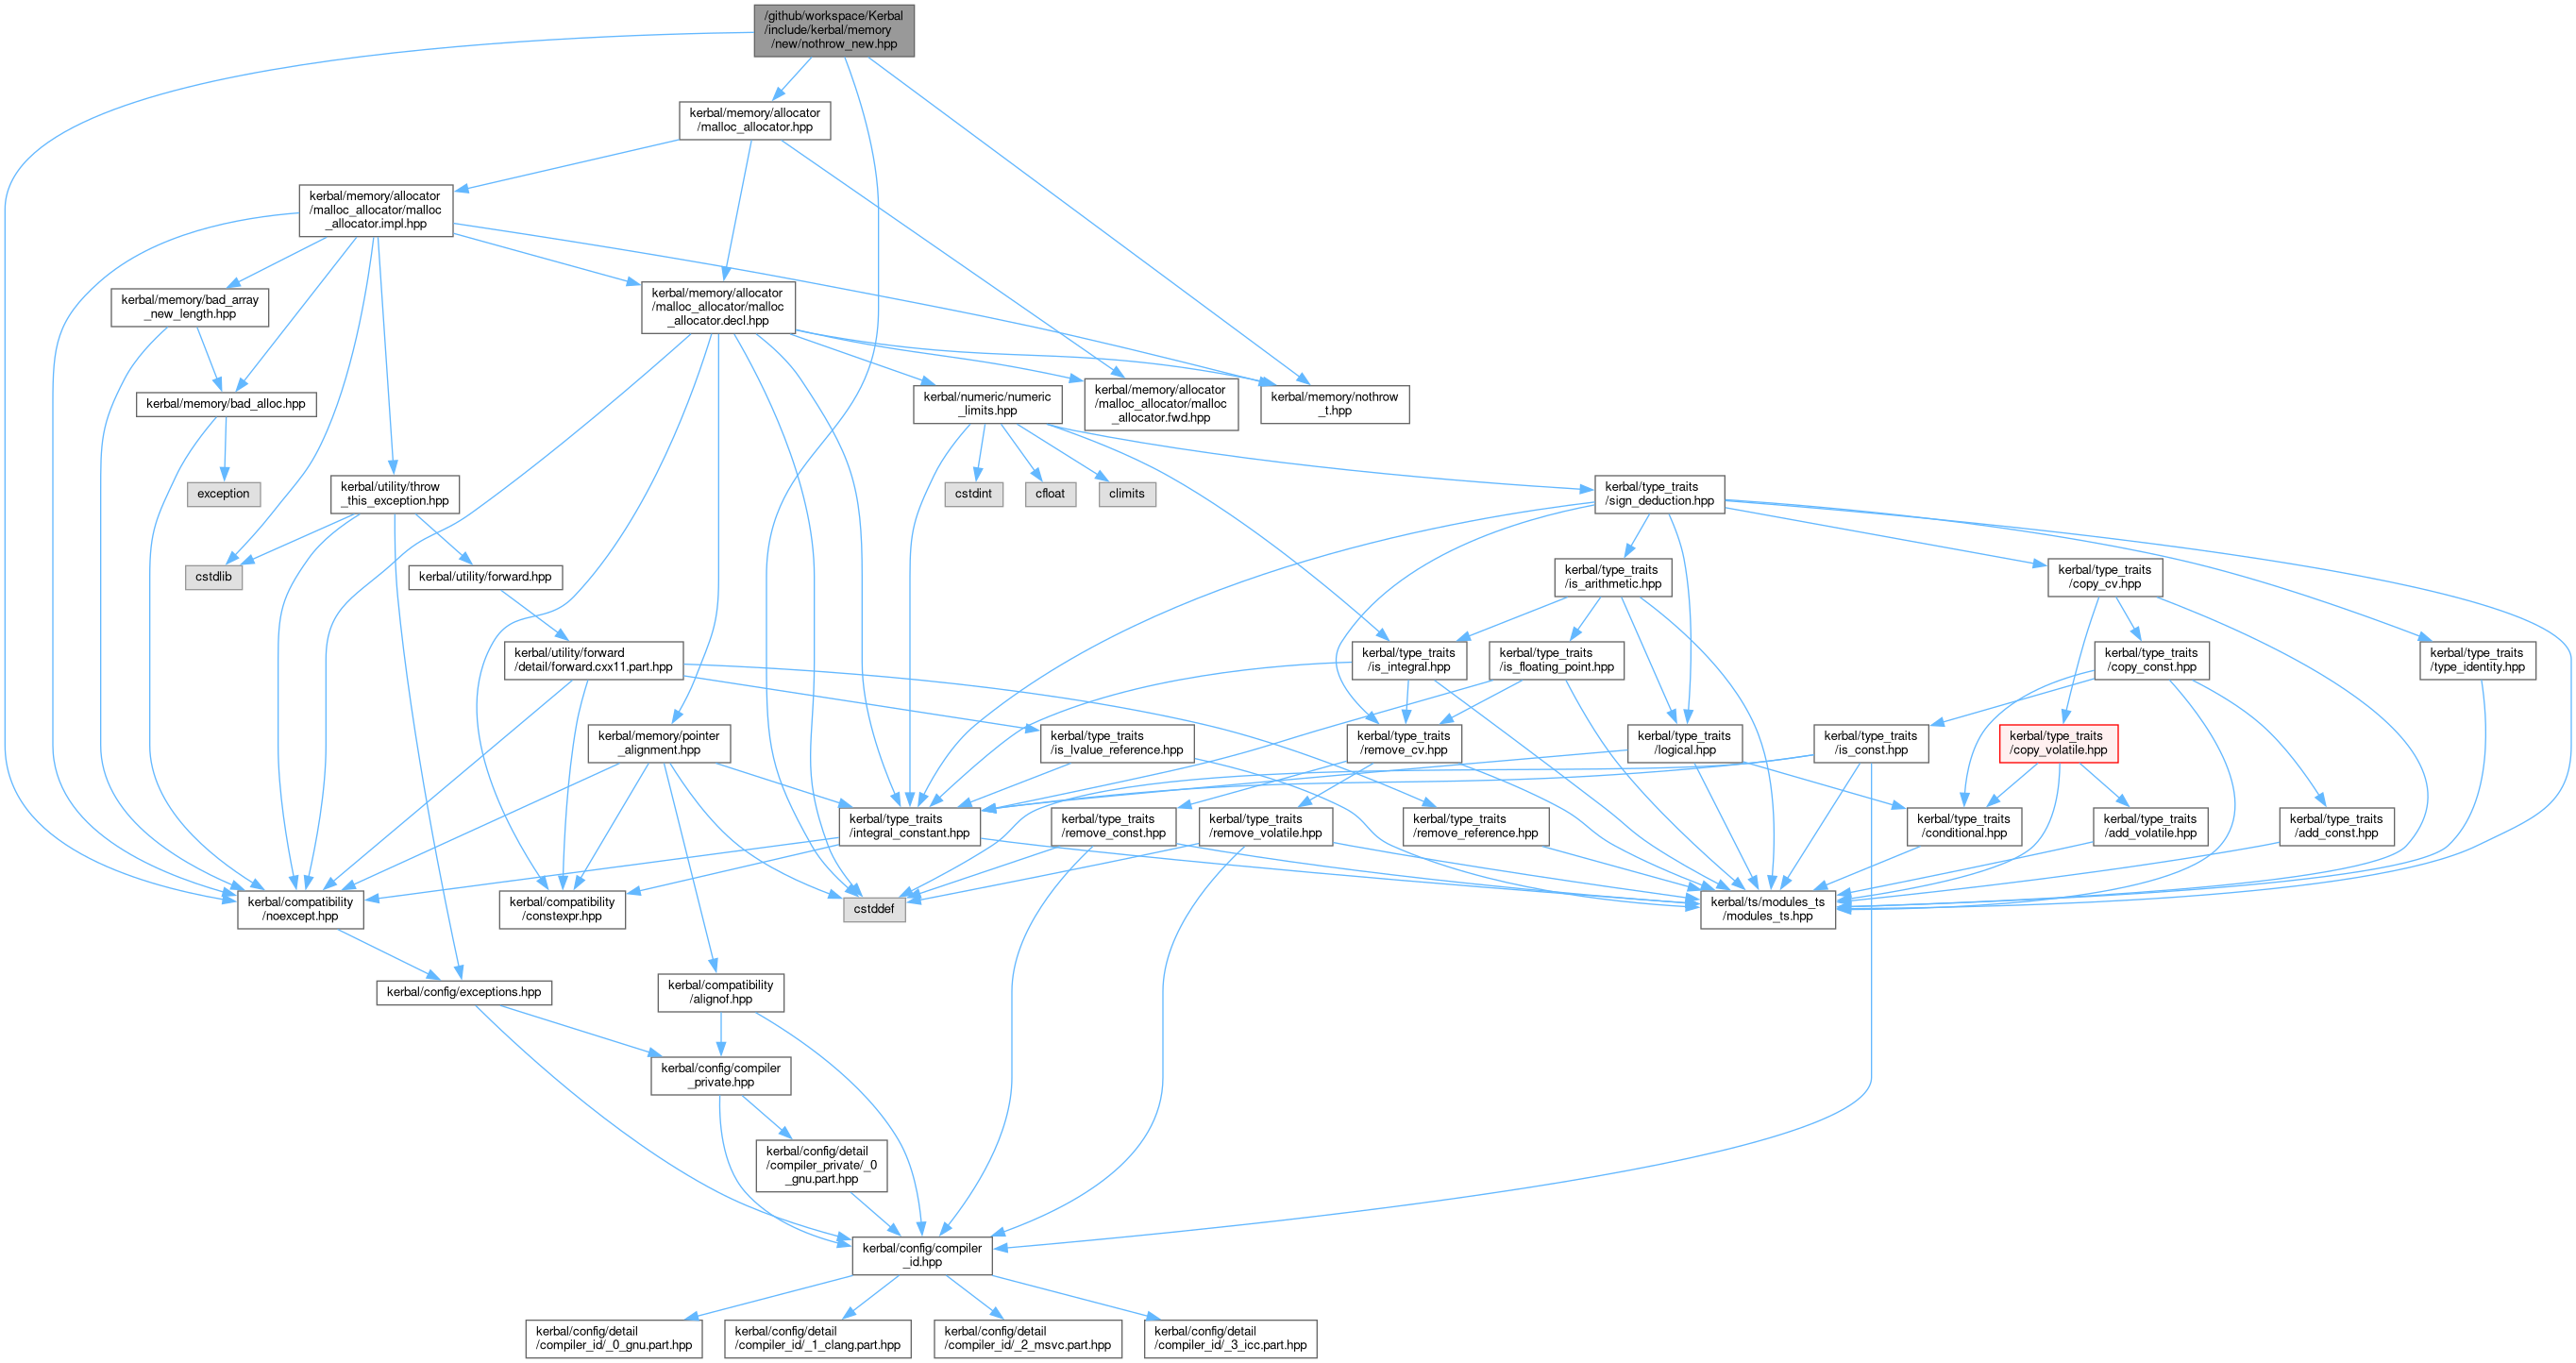 /github/workspace/Kerbal
/include/kerbal/memory
/new/nothrow_new.hpp
kerbal/memory/allocator
/malloc_allocator.hpp
kerbal/memory/allocator
/malloc_allocator/malloc
_allocator.impl.hpp
kerbal/memory/bad_array
_new_length.hpp
kerbal/memory/allocator
/malloc_allocator/malloc
_allocator.decl.hpp
kerbal/memory/bad_alloc.hpp
kerbal/numeric/numeric
_limits.hpp
kerbal/memory/allocator
/malloc_allocator/malloc
_allocator.fwd.hpp
kerbal/memory/nothrow
_t.hpp
exception
kerbal/utility/throw
_this_exception.hpp
cstdint
cfloat
climits
kerbal/type_traits
/sign_deduction.hpp
cstdlib
kerbal/utility/forward.hpp
kerbal/type_traits
/is_arithmetic.hpp
kerbal/type_traits
/copy_cv.hpp
kerbal/utility/forward
/detail/forward.cxx11.part.hpp
kerbal/type_traits
/is_integral.hpp
kerbal/type_traits
/is_floating_point.hpp
kerbal/type_traits
/copy_const.hpp
kerbal/type_traits
/type_identity.hpp
kerbal/memory/pointer
_alignment.hpp
kerbal/type_traits
/is_lvalue_reference.hpp
kerbal/type_traits
/remove_cv.hpp
kerbal/type_traits
/logical.hpp
kerbal/type_traits
/is_const.hpp
kerbal/type_traits
/copy_volatile.hpp
kerbal/type_traits
/integral_constant.hpp
kerbal/type_traits
/remove_const.hpp
kerbal/type_traits
/remove_volatile.hpp
kerbal/type_traits
/remove_reference.hpp
kerbal/type_traits
/conditional.hpp
kerbal/type_traits
/add_volatile.hpp
kerbal/type_traits
/add_const.hpp
kerbal/compatibility
/noexcept.hpp
kerbal/compatibility
/constexpr.hpp
cstddef
kerbal/ts/modules_ts
/modules_ts.hpp
kerbal/config/exceptions.hpp
kerbal/compatibility
/alignof.hpp
kerbal/config/compiler
_private.hpp
kerbal/config/detail
/compiler_private/_0
_gnu.part.hpp
kerbal/config/compiler
_id.hpp
kerbal/config/detail
/compiler_id/_0_gnu.part.hpp
kerbal/config/detail
/compiler_id/_1_clang.part.hpp
kerbal/config/detail
/compiler_id/_2_msvc.part.hpp
kerbal/config/detail
/compiler_id/_3_icc.part.hpp